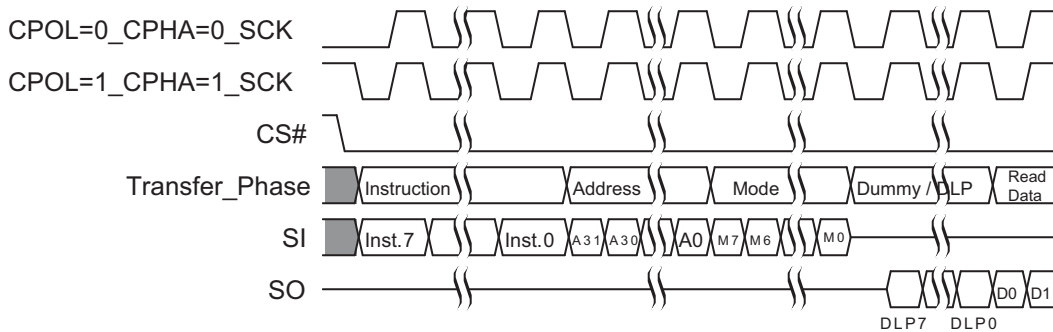 CPOL=0_CPHA=0_SCK
CPOL=1_CPHA=1_SCK
CS#
Transfer_Phase Instruction Address Mode Dummy / DLP Read Data
SI Inst.7 Inst.0 A31 A30 A0 M7 M6 M0
SO D0 D1
DLP7 DLP0